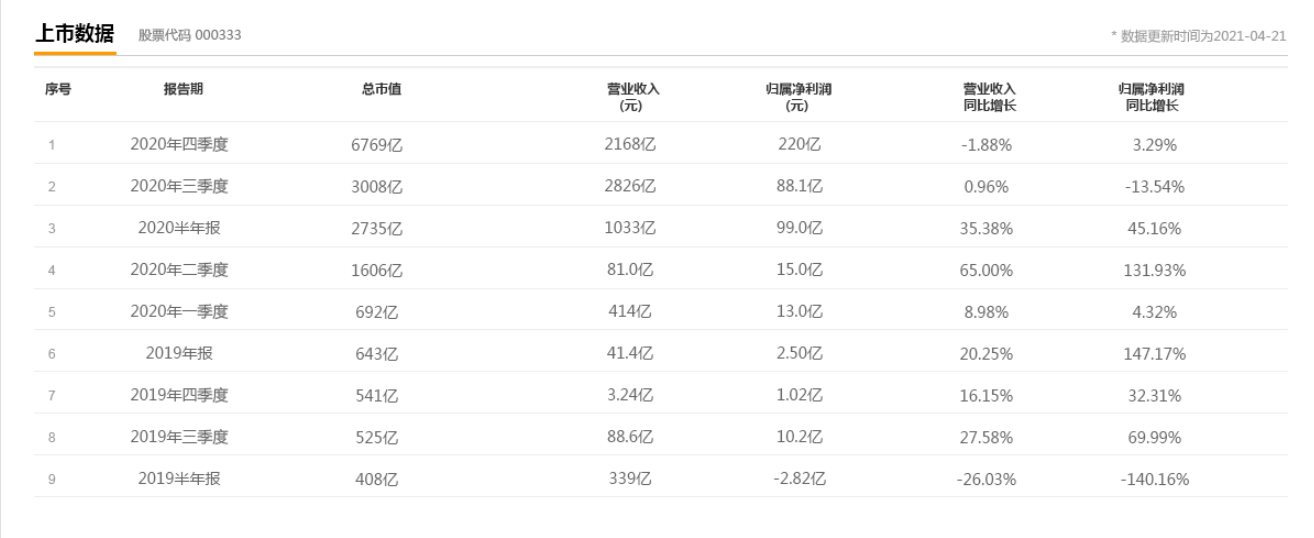 上市数据 股票代码 000333 * 数据更新时间为2021-04-21
序号 报告期 总市值 营业收入 归属净利润 营业收入 归属净利润
(元) (元) 同比增长 同比增长
1 2020年四季度 6769亿 2168亿 220亿 -1.88% 3.29%
2 2020年三季度 3008亿 2826亿 88.1亿 0.96% -13.54%
3 2020半年报 2735亿 1033亿 99.0亿 35.38% 45.16%
4 2020年二季度 1606亿 81.0亿 15.0亿 65.00% 131.93%
5 2020年一季度 692亿 414亿 13.0亿 8.98% 4.32%
6 2019年报 643亿 41.4亿 2.50亿 20.25% 147.17%
7 2019年四季度 541亿 3.24亿 1.02亿 16.15% 32.31%
8 2019年三季度 525亿 88.6亿 10.2亿 27.58% 69.99%
9 2019半年报 408亿 339亿 -2.82亿 -26.03% -140.16%